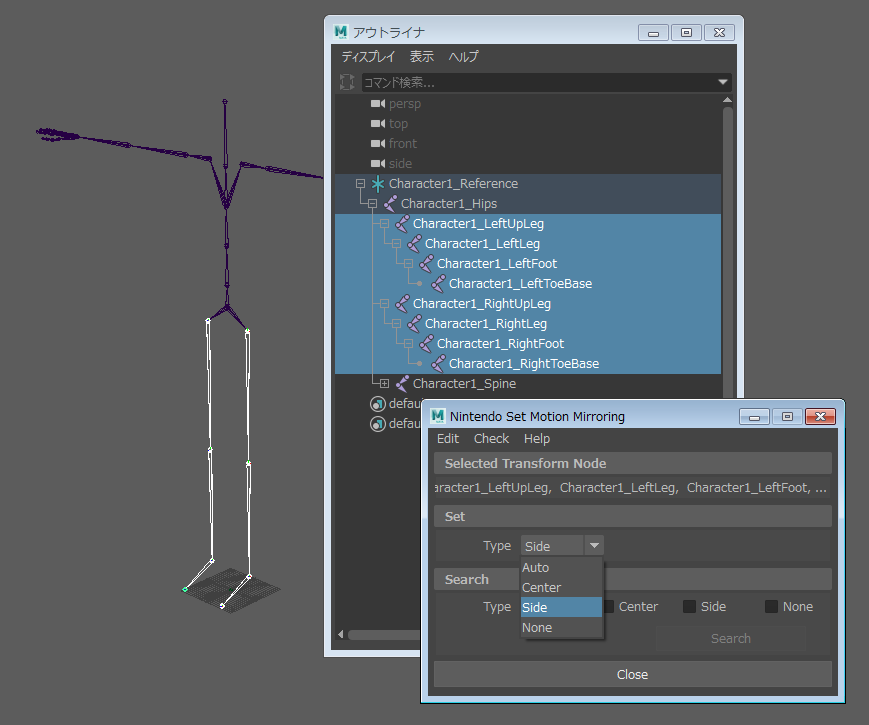 アウトライナ
ディスプレイ 表示 ヘルプ
コマンド検索...
persp
top
front
side
Character1_Reference
Character1_Hips
Character1_LeftUpLeg
Character1_LeftLeg
Character1_LeftFoot
Character1_LeftToeBase
Character1_RightUpLeg
Character1_RightLeg
Character1_RightFoot
Character1_RightToeBase
Character1_Spine
defau
defau
Nintendo Set Motion Mirroring
Edit Check Help
Selected Transform Node
aracter1_LeftUpLeg, Character1_LeftLeg, Character1_LeftFoot, ...
Set
Type Side
Auto
Center
Side
None
Search
Type Center Side None
Search
Close